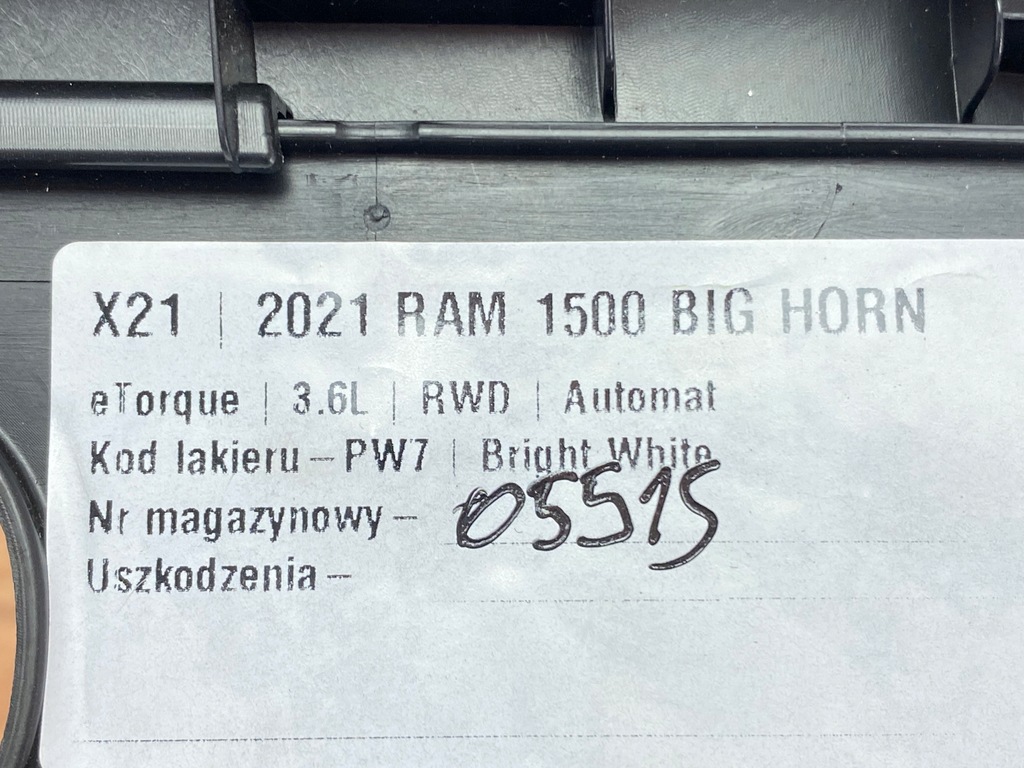 X21 | 2021 RAM 1500 BIG HORN
eTorque | 3.6L | RWD | Automat
Kod lakieru – PW7 | Bright White
Nr magazynowy – 05515
Uszkodzenia –